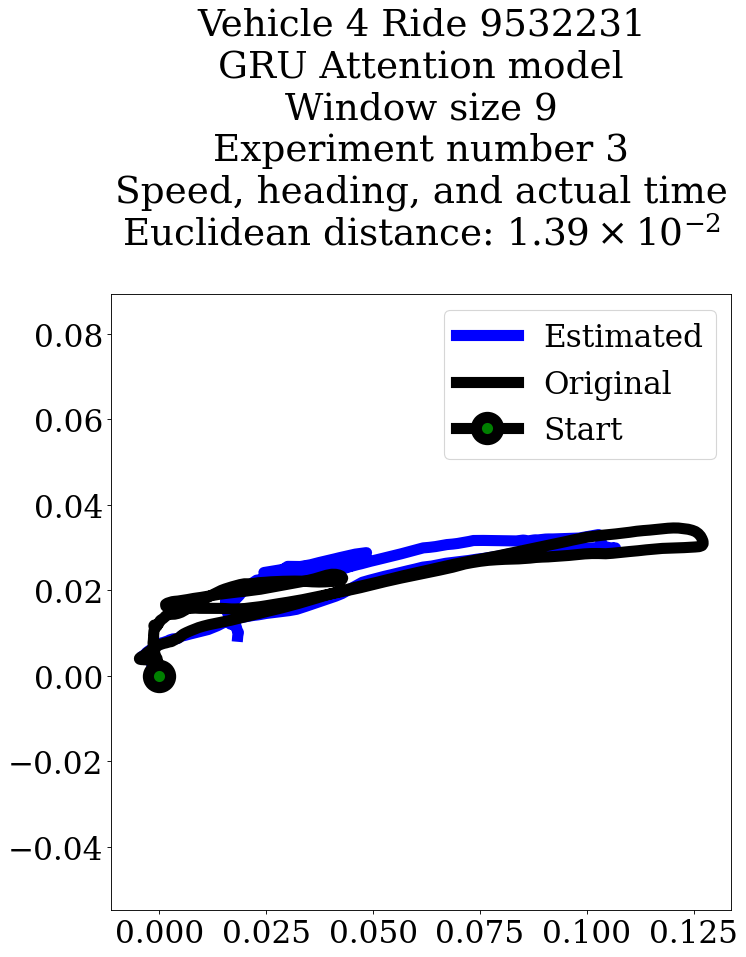 Vehicle 4 Ride 9532231
GRU Attention model
Window size 9
Experiment number 3
Speed, heading, and actual time
Euclidean distance: 1.39 × 10⁻²
Estimated
Original
Start
0.08
0.06
0.04
0.02
0.00
−0.02
−0.04
0.000 0.025 0.050 0.075 0.100 0.125